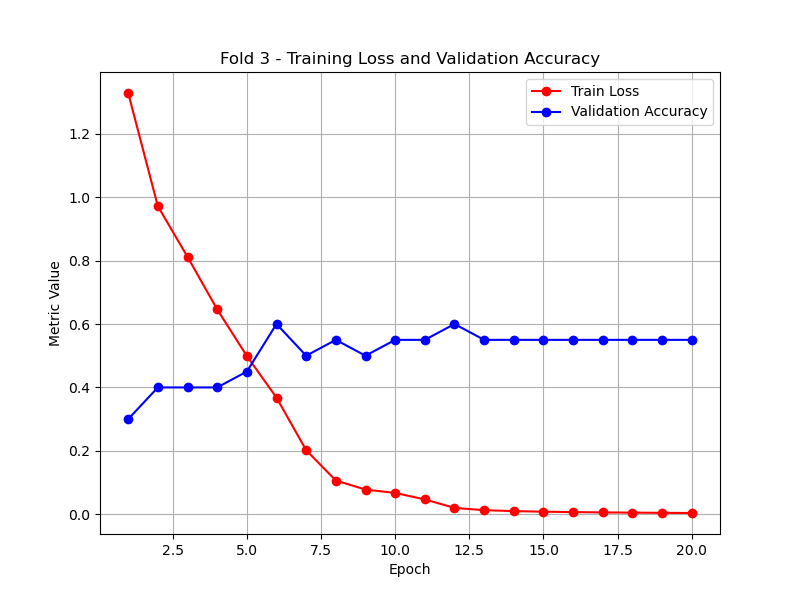 Fold 3 - Training Loss and Validation Accuracy
Train Loss
Validation Accuracy
1.2
1.0
0.8
0.6
0.4
0.2
0.0
Metric Value
2.5 5.0 7.5 10.0 12.5 15.0 17.5 20.0
Epoch